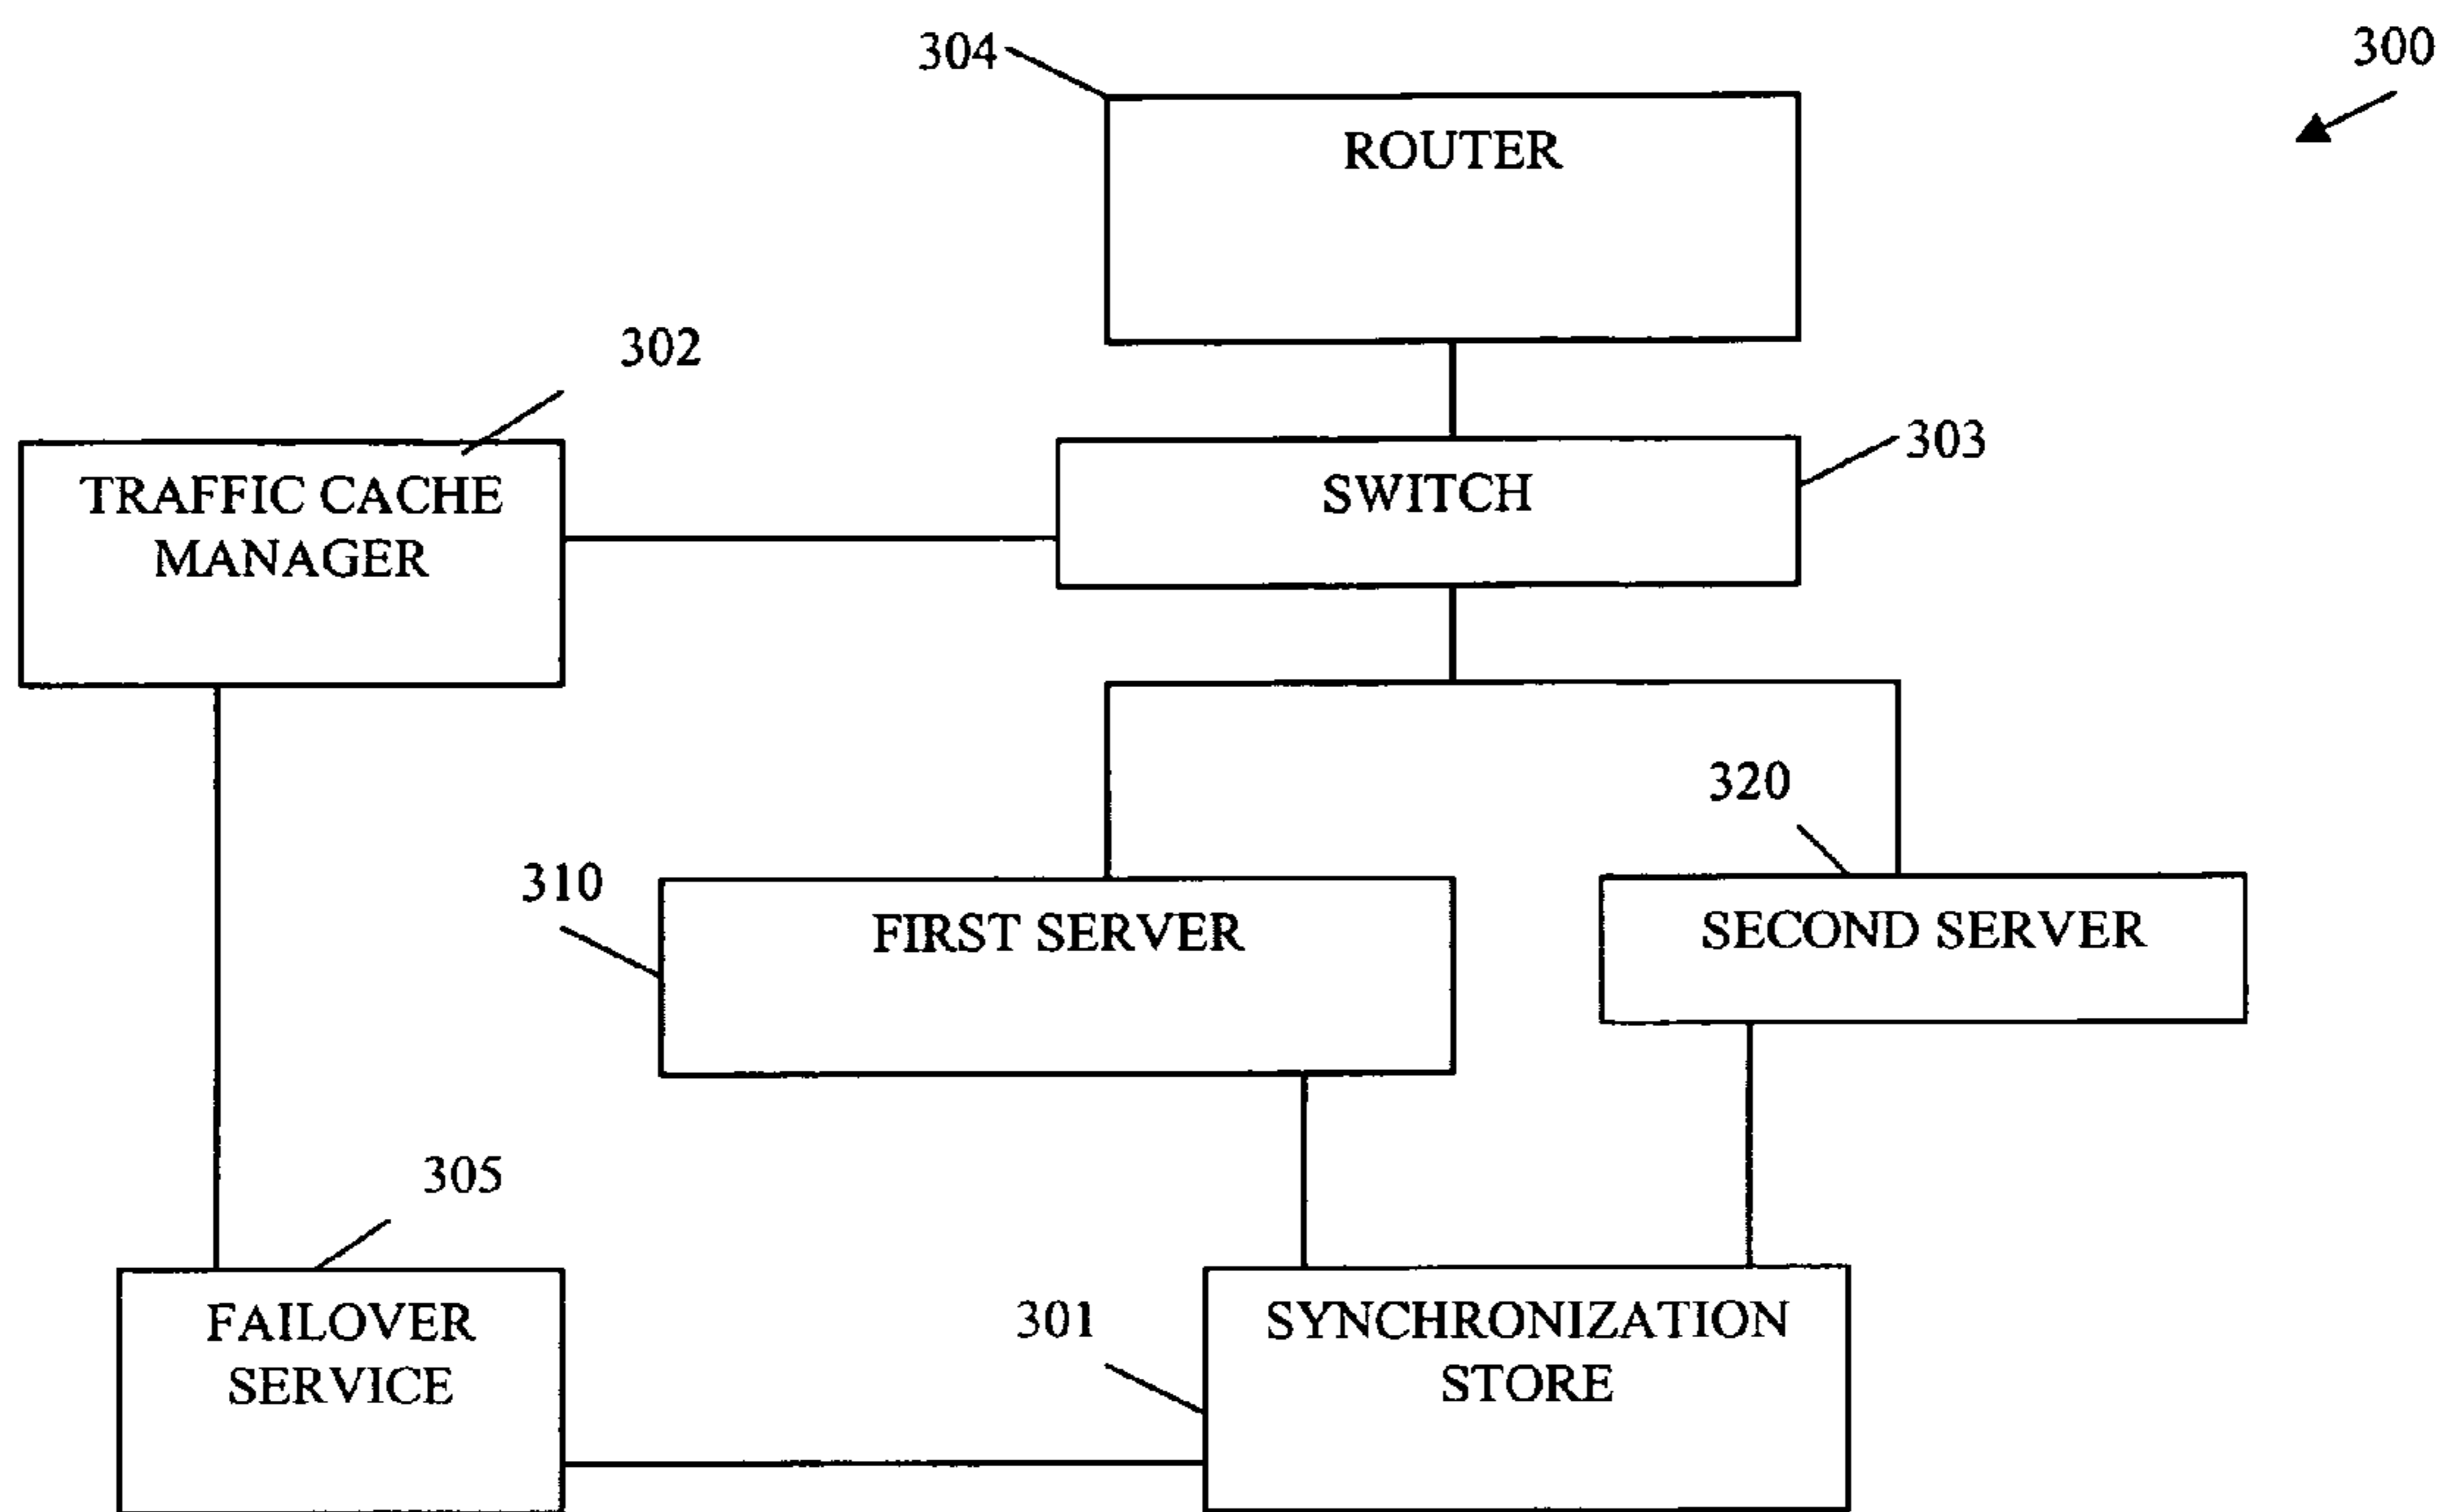 304
300
ROUTER
302
303
TRAFFIC CACHE
MANAGER
SWITCH
320
310
FIRST SERVER
SECOND SERVER
305
FAILOVER
SERVICE
301
SYNCHRONIZATION
STORE